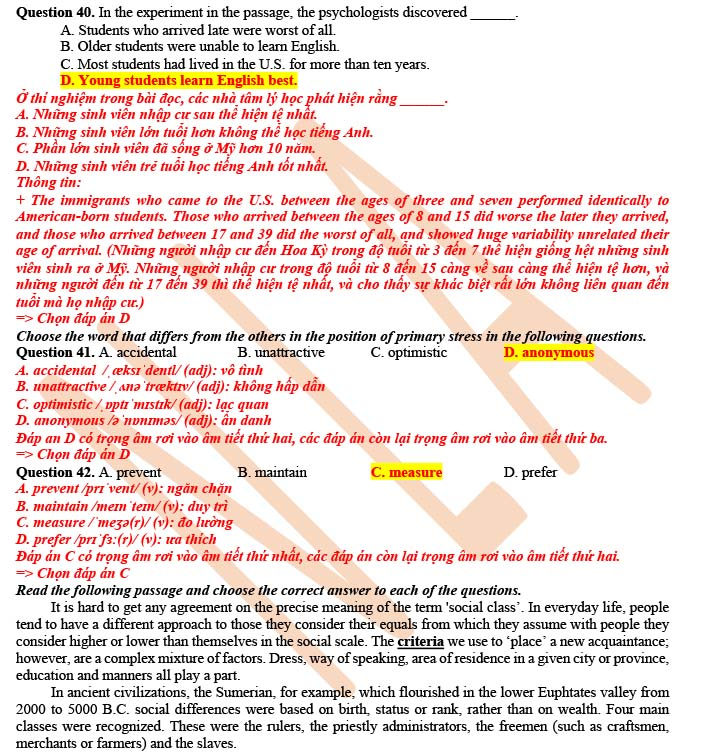 Question 40. In the experiment in the passage, the psychologists discovered _______.
A. Students who arrived late were worst of all.
B. Older students were unable to learn English.
C. Most students had lived in the U.S. for more than ten years.
D. Young students learn English best.
Ở thí nghiệm trong bài đọc, các nhà tâm lý học phát hiện rằng _______.
A. Những sinh viên nhập cư sau thể hiện tệ nhất.
B. Những sinh viên lớn tuổi hơn không thể học tiếng Anh.
C. Phần lớn sinh viên đã sống ở Mỹ hơn 10 năm.
D. Những sinh viên trẻ tuổi học tiếng Anh tốt nhất.
Thông tin:
+ The immigrants who came to the U.S. between the ages of three and seven performed identically to
American-born students. Those who arrived between the ages of 8 and 15 did worse the later they arrived,
and those who arrived between 17 and 39 did the worst of all, and showed huge variability unrelated their
age of arrival. (Những người nhập cư đến Hoa Kỳ trong độ tuổi từ 3 đến 7 thể hiện giống hệt những sinh
viên sinh ra ở Mỹ. Những người nhập cư trong độ tuổi từ 8 đến 15 càng về sau càng thể hiện tệ hơn, và
những người đến từ 17 đến 39 thì thể hiện tệ nhất, và cho thấy sự khác biệt rất lớn không liên quan đến
tuổi mà họ nhập cư.)
=> Chọn đáp án D
Choose the word that differs from the others in the position of primary stress in the following questions.
Question 41. A. accidental B. unattractive C. optimistic D. anonymous
A. accidental /ˌæksɪˈdentl/ (adj): vô tình
B. unattractive /ˌʌnəˈtræktɪv/ (adj): không hấp dẫn
C. optimistic /ˌɒptɪˈmɪstɪk/ (adj): lạc quan
D. anonymous /əˈnɒnɪməs/ (adj): ẩn danh
Đáp an D có trọng âm rơi vào âm tiết thứ hai, các đáp án còn lại trọng âm rơi vào âm tiết thứ ba.
=> Chọn đáp án D
Question 42. A. prevent B. maintain C. measure D. prefer
A. prevent /prɪˈvent/ (v): ngăn chặn
B. maintain /meɪnˈteɪn/ (v): duy trì
C. measure /ˈmeʒə(r)/ (v): đo lường
D. prefer /prɪˈfɜː(r)/ (v): ưa thích
Đáp án C có trọng âm rơi vào âm tiết thứ nhất, các đáp án còn lại trọng âm rơi vào âm tiết thứ hai.
=> Chọn đáp án C
Read the following passage and choose the correct answer to each of the questions.
It is hard to get any agreement on the precise meaning of the term 'social class'. In everyday life, people
tend to have a different approach to those they consider their equals from which they assume with people they
consider higher or lower than themselves in the social scale. The criteria we use to 'place' a new acquaintance;
however, are a complex mixture of factors. Dress, way of speaking, area of residence in a given city or province,
education and manners all play a part.
In ancient civilizations, the Sumerian, for example, which flourished in the lower Euphtates valley from
2000 to 5000 B.C. social differences were based on birth, status or rank, rather than on wealth. Four main
classes were recognized. These were the rulers, the priestly administrators, the freemen (such as craftsmen,
merchants or farmers) and the slaves.